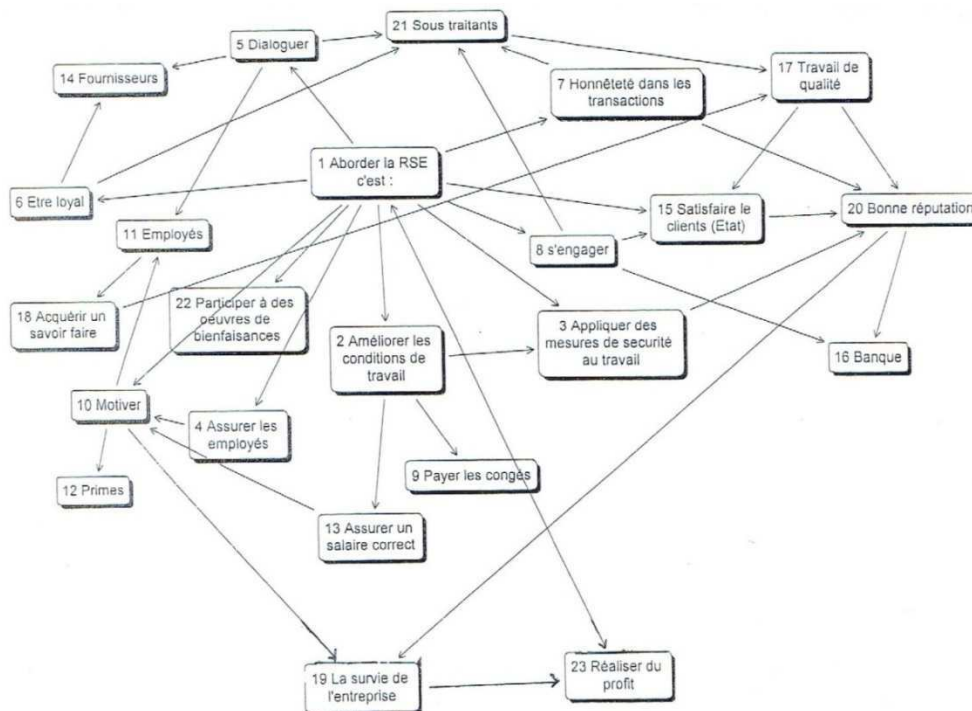 21 Sous traitants
5 Dialoguer
14 Fournisseurs
7 Honnêteté dans les
transactions
17 Travail de
qualité
1 Aborder la RSE
c'est :
6 Etre loyal
11 Employés
15 Satisfaire le
clients (Etat)
20 Bonne réputation
8 s'engager
18 Acquérir un
savoir faire
22 Participer à des
oeuvres de
bienfaisances
2 Améliorer les
conditions de
travail
3 Appliquer des
mesures de securité
au travail
16 Banque
10 Motiver
4 Assurer les
employés
9 Payer les congés
12 Primes
13 Assurer un
salaire correct
19 La survie de
l'entreprise
23 Réaliser du
profit